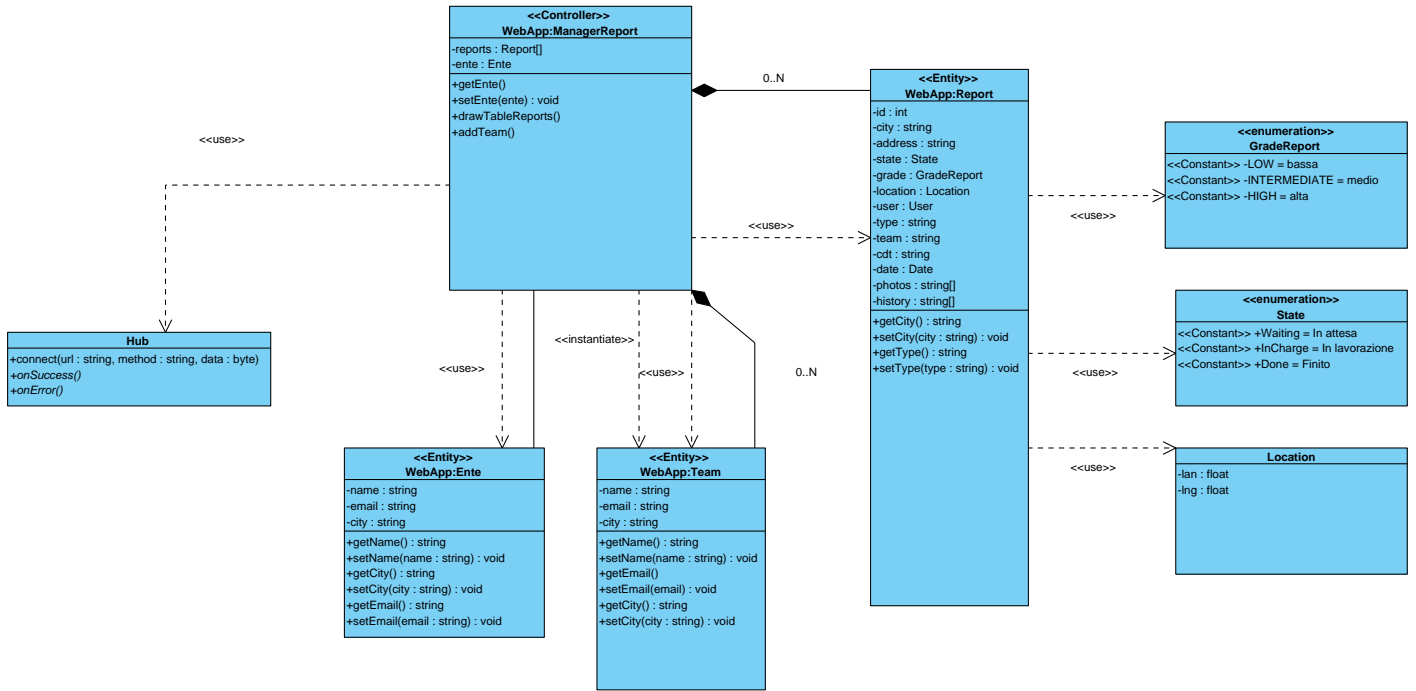 <<Controller>>
WebApp:ManagerReport
-reports : Report[]
-ente : Ente
+getEnte()
+setEnte(ente) : void
+drawTableReports()
+addTeam()
0..N
<<Entity>>
WebApp:Report
-id : int
-city : string
-address : string
-state : State
-grade : GradeReport
-location : Location
-user : User
-type : string
-team : string
-cdt : string
-date : Date
-photos : string[]
-history : string[]
+getCity() : string
+setCity(city : string) : void
+getType() : string
+setType(type : string) : void
<<enumeration>>
GradeReport
<<Constant>> -LOW = bassa
<<Constant>> -INTERMEDIATE = medio
<<Constant>> -HIGH = alta
<<use>>
<<use>>
<<use>>
<<enumeration>>
State
<<Constant>> +Waiting = In attesa
<<Constant>> +InCharge = In lavorazione
<<Constant>> +Done = Finito
<<use>>
Hub
+connect(url : string, method : string, data : byte)
+onSuccess()
+onError()
<<instantiate>>
<<use>>
<<use>>
0..N
<<Entity>>
WebApp:Ente
-name : string
-email : string
-city : string
+getName() : string
+setName(name : string) : void
+getCity() : string
+setCity(city : string) : void
+getEmail() : string
+setEmail(email : string) : void
<<Entity>>
WebApp:Team
-name : string
-email : string
-city : string
+getName() : string
+setName(name : string) : void
+getEmail()
+setEmail(email) : void
+getCity() : string
+setCity(city : string) : void
<<use>>
Location
-lan : float
-lng : float